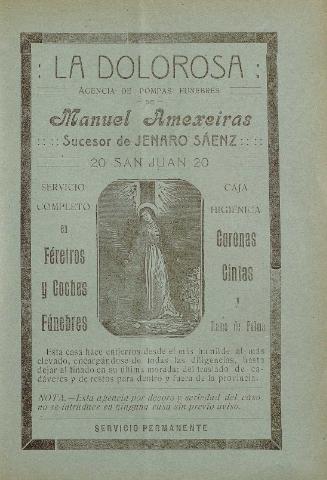 LA DOLOROSA
AGENCIA DE POMPAS FUNEBRES
DE
Manuel Amexeiras
Sucesor de JENARO SÁENZ
20 SAN JUAN 20
SERVICIO
COMPLETO
en
Féretros
y Coches
Fúnebres
CAJA
HIGIÉNICA
Coronas
Cintas
y
Rama de Palma
Esta casa hace entierros desde el más humilde al más
elevado, encargándose de todas las diligencias, hasta
dejar al finado en su última morada; del traslado de ca-
dáveres y de restos para dentro y fuera de la provincia.
NOTA.—Esta agencia por decoro y seriedad del caso
no se introduce en ninguna casa sin previo aviso.
SERVICIO PERMANENTE